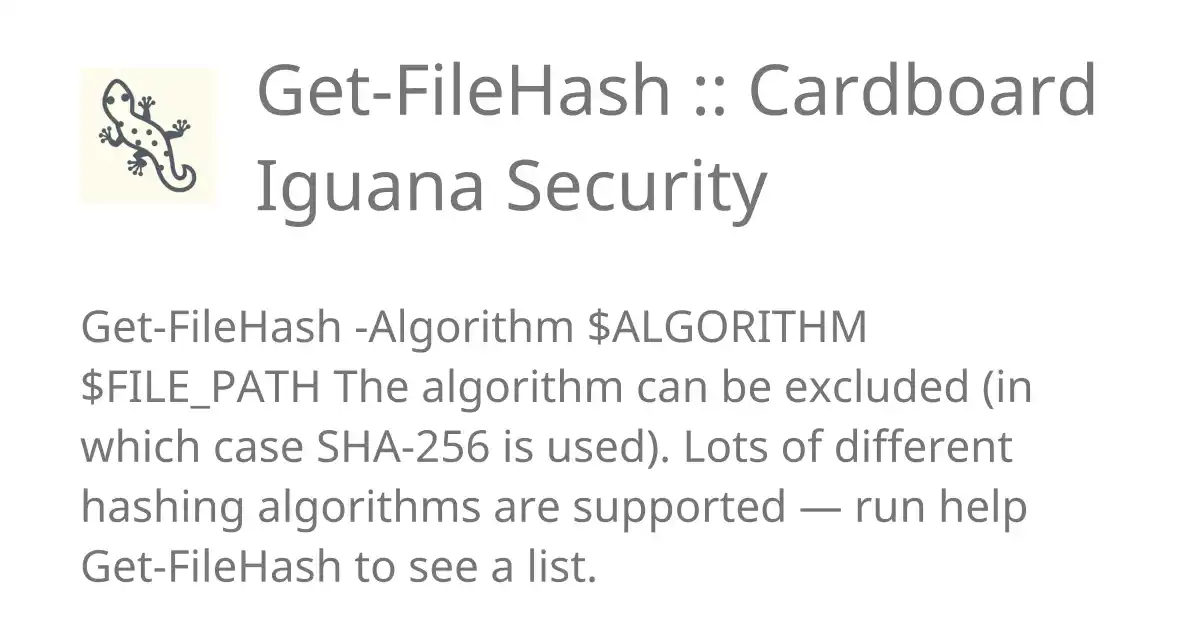 Get-FileHash :: Cardboard
Iguana Security
Get-FileHash -Algorithm $ALGORITHM
$FILE_PATH The algorithm can be excluded (in
which case SHA-256 is used). Lots of different
hashing algorithms are supported — run help
Get-FileHash to see a list.